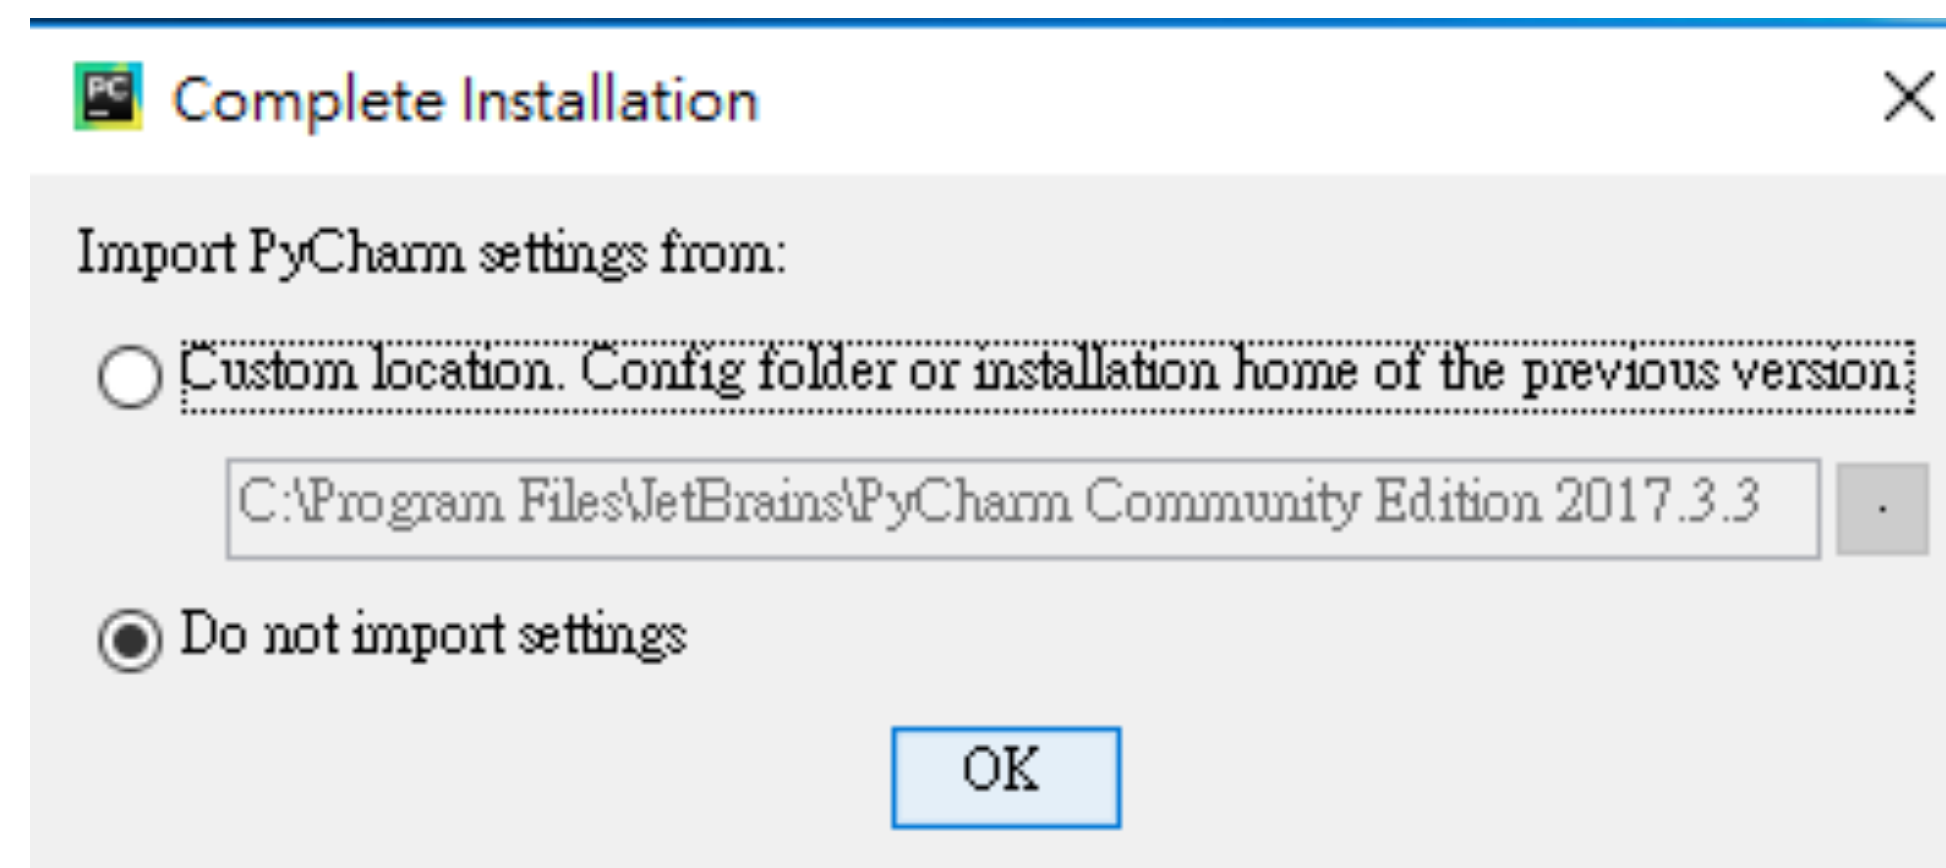 PC
Complete Installation
Import PyCharm settings from:
Custom location. Config folder or installation home of the previous version:
C:\Program Files\JetBrains\PyCharm Community Edition 2017.3.3
.
Do not import settings
OK